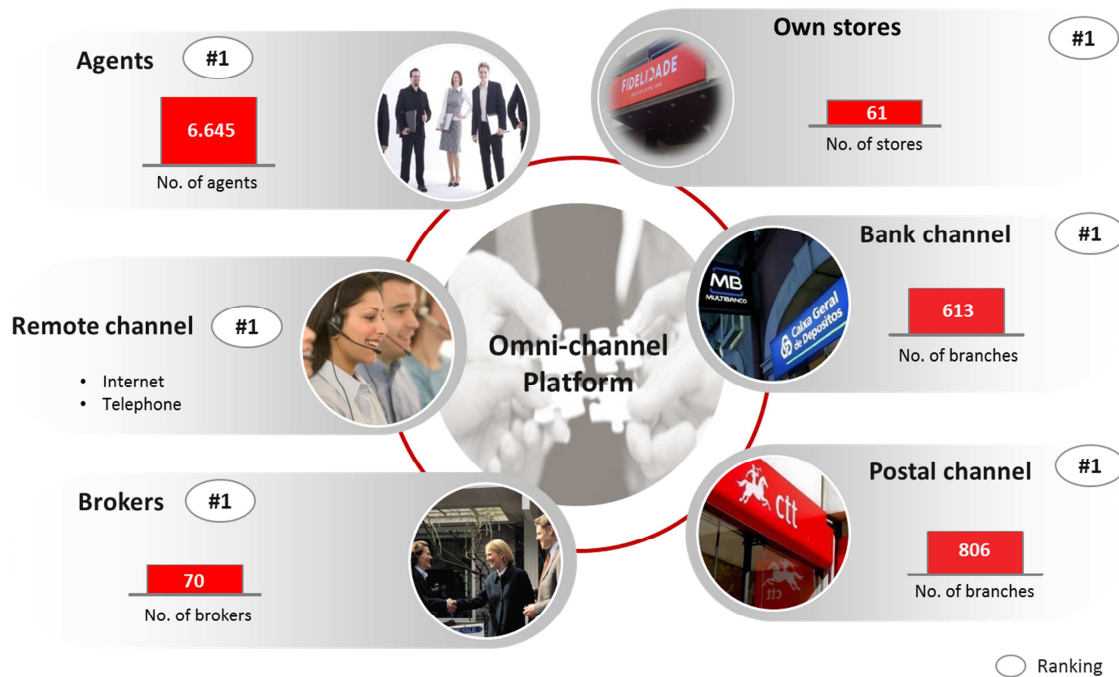 Agents
#1
6.645
No. of agents
Own stores
#1
FIDELIDADE
61
No. of stores
Remote channel
#1
• Internet
• Telephone
Omni-channel
Platform
Bank channel
#1
MB
MULTIBANCO
Caixa Geral
de Depositos
613
No. of branches
Brokers
#1
70
No. of brokers
Postal channel
#1
ctt
ctt
806
No. of branches
Ranking